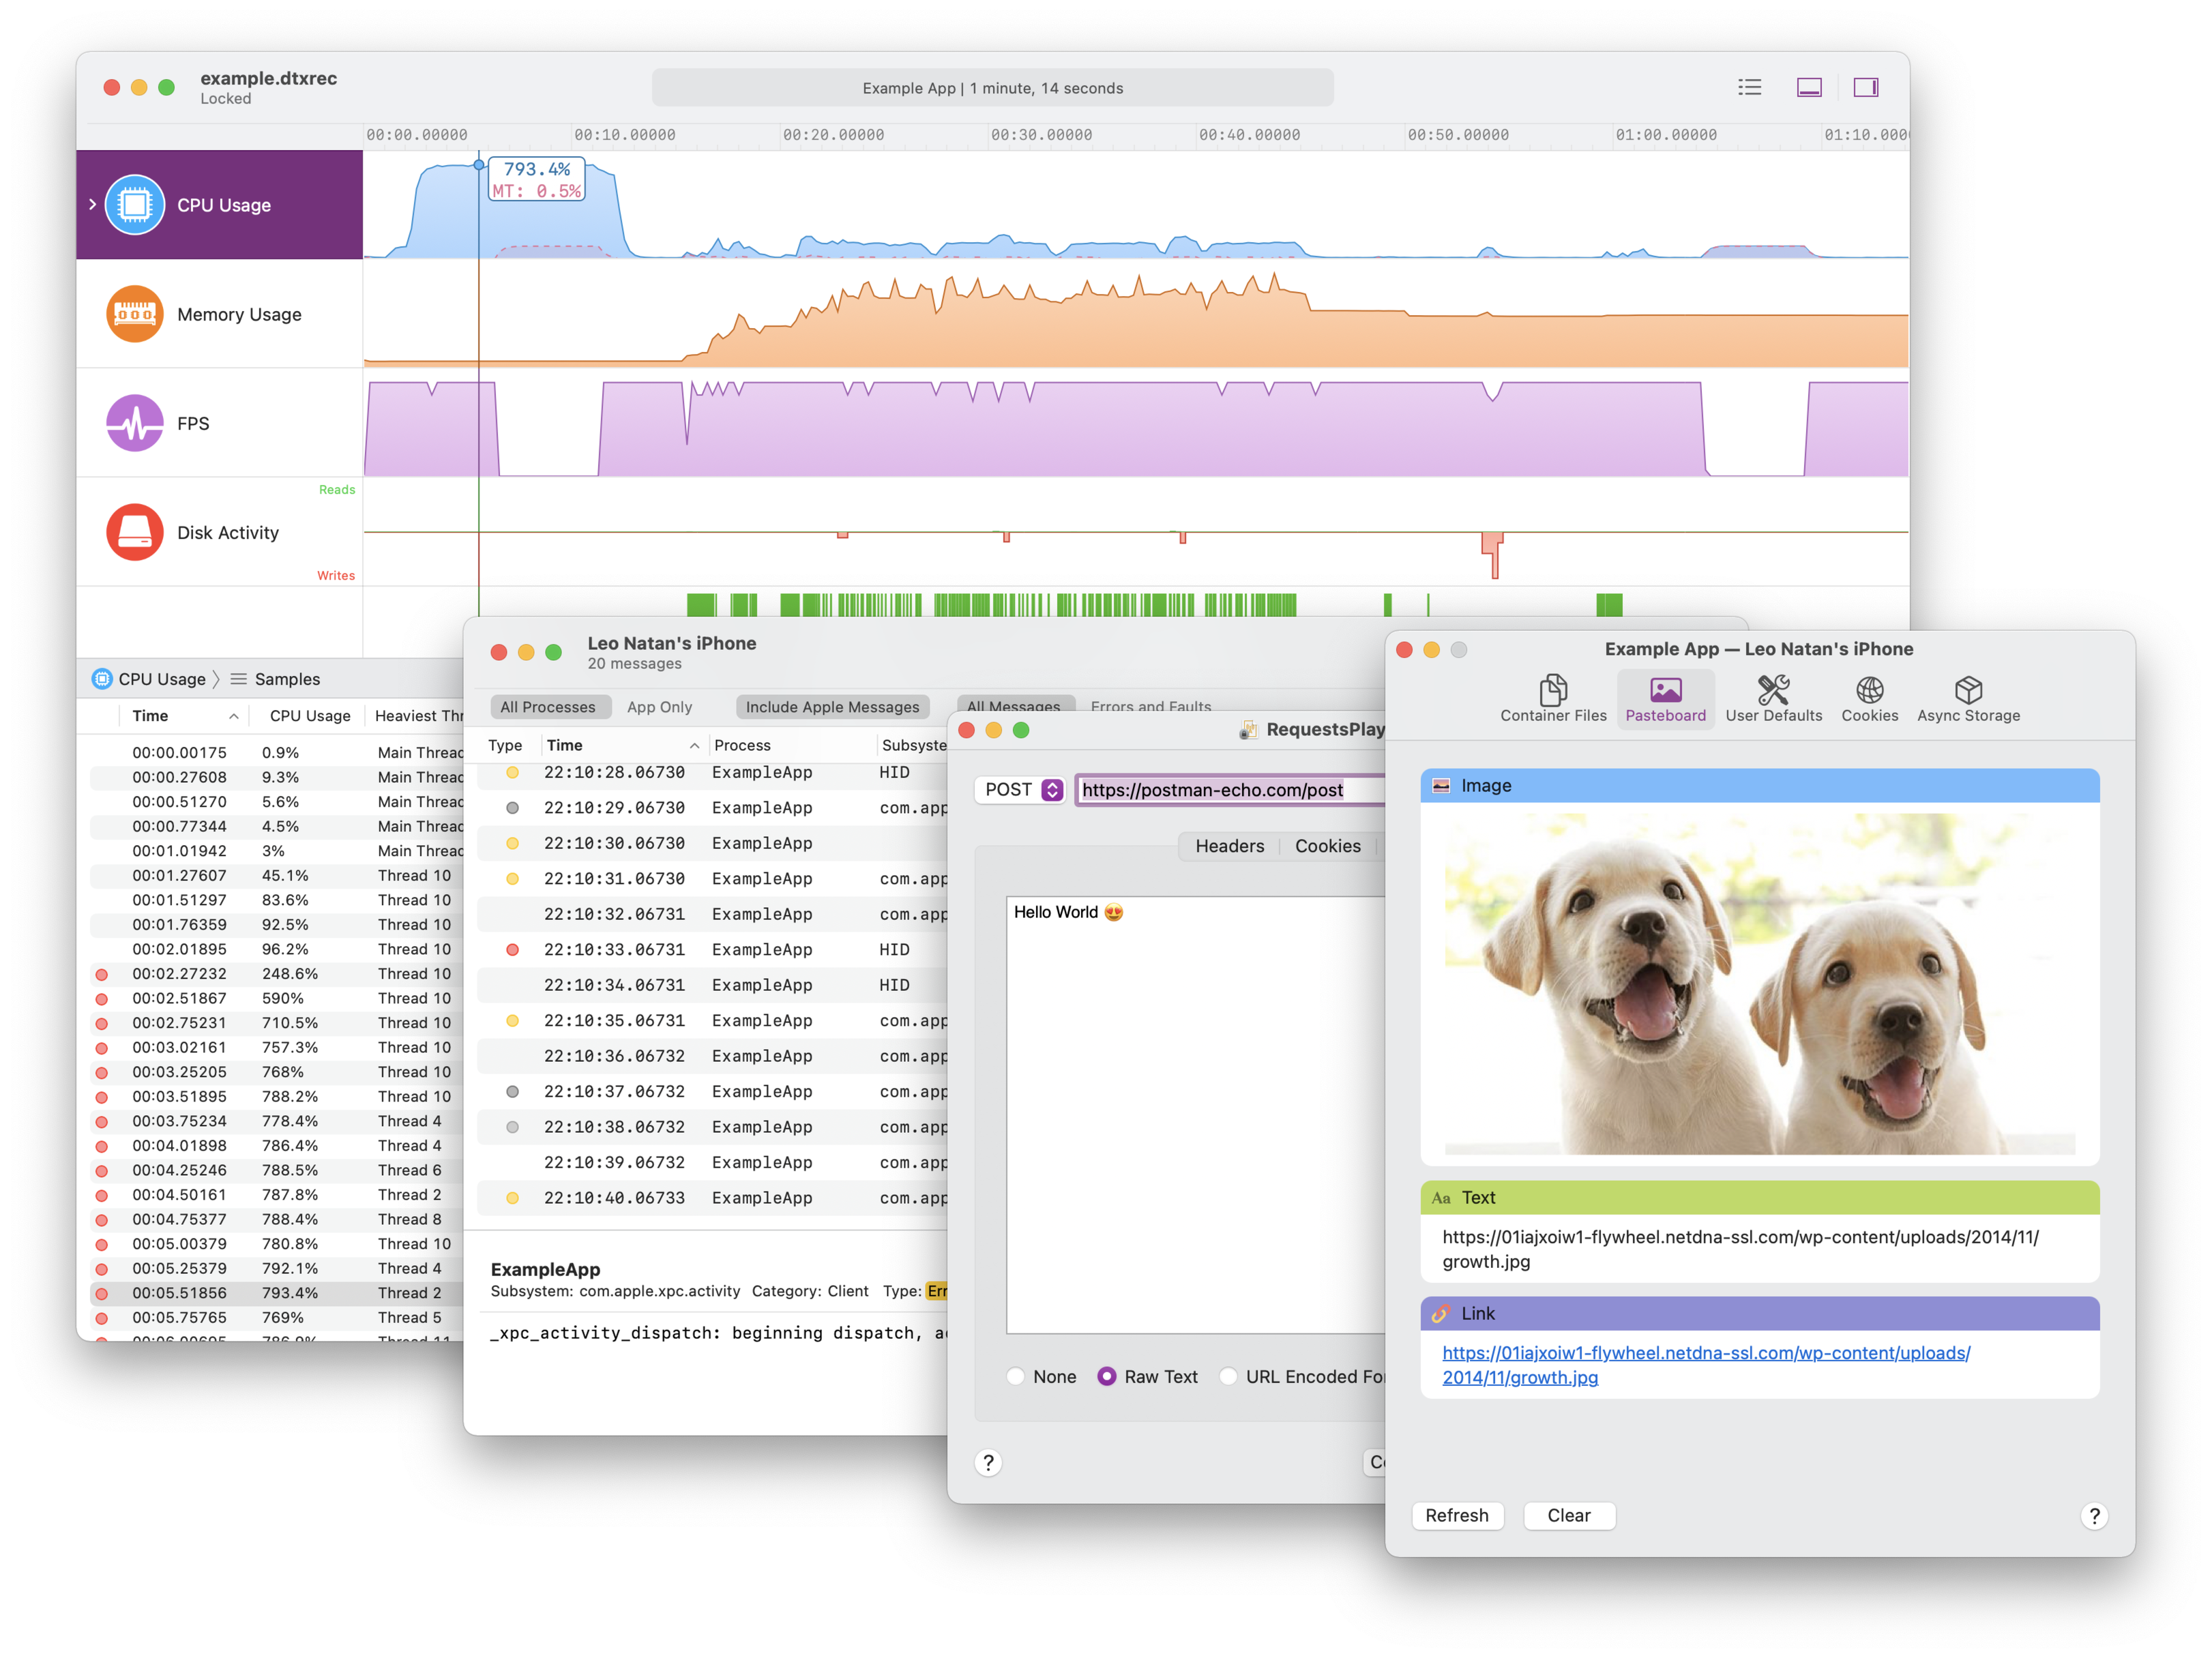 example.dtxrec
Locked
Example App | 1 minute, 14 seconds
00:00.00000 00:10.00000 00:20.00000 00:30.00000 00:40.00000 00:50.00000 01:00.00000 01:10.0000
CPU Usage
793.4%
MT: 0.5%
Memory Usage
FPS
Reads
Disk Activity
Writes
CPU Usage Samples
Time CPU Usage Heaviest Thr
00:00.00175 0.9% Main Thread
00:00.27608 9.3% Main Thread
00:00.51270 5.6% Main Thread
00:00.77344 4.5% Main Thread
00:01.01942 3% Main Thread
00:01.27607 45.1% Thread 10
00:01.51297 83.6% Thread 10
00:01.76359 92.5% Thread 10
00:02.01895 96.2% Thread 10
00:02.27232 248.6% Thread 10
00:02.51867 590% Thread 10
00:02.75231 710.5% Thread 10
00:03.02161 757.3% Thread 10
00:03.25205 768% Thread 10
00:03.51895 788.2% Thread 10
00:03.75234 778.4% Thread 4
00:04.01898 786.4% Thread 4
00:04.25246 788.5% Thread 6
00:04.50161 787.8% Thread 2
00:04.75377 788.4% Thread 8
00:05.00379 780.8% Thread 10
00:05.25379 792.1% Thread 4
00:05.51856 793.4% Thread 2
00:05.75765 769% Thread 5
Leo Natan's iPhone
20 messages
All Processes App Only Include Apple Messages All Messages Errors and Faults
Type Time Process Subsyste
22:10:28.06730 ExampleApp HID
22:10:29.06730 ExampleApp com.app
22:10:30.06730 ExampleApp
22:10:31.06730 ExampleApp com.app
22:10:32.06731 ExampleApp com.app
22:10:33.06731 ExampleApp HID
22:10:34.06731 ExampleApp HID
22:10:35.06731 ExampleApp com.app
22:10:36.06732 ExampleApp com.app
22:10:37.06732 ExampleApp com.app
22:10:38.06732 ExampleApp com.app
22:10:39.06732 ExampleApp com.app
22:10:40.06733 ExampleApp com.app
ExampleApp
Subsystem: com.apple.xpc.activity Category: Client Type: Err
_xpc_activity_dispatch: beginning dispatch, a
RequestsPlay
POST https://postman-echo.com/post
Headers Cookies
Hello World 😍
None Raw Text URL Encoded For
?
Example App — Leo Natan's iPhone
Container Files Pasteboard User Defaults Cookies Async Storage
Image
Aa Text
https://01iajxoiw1-flywheel.netdna-ssl.com/wp-content/uploads/2014/11/
growth.jpg
Link
https://01iajxoiw1-flywheel.netdna-ssl.com/wp-content/uploads/
2014/11/growth.jpg
Refresh Clear ?